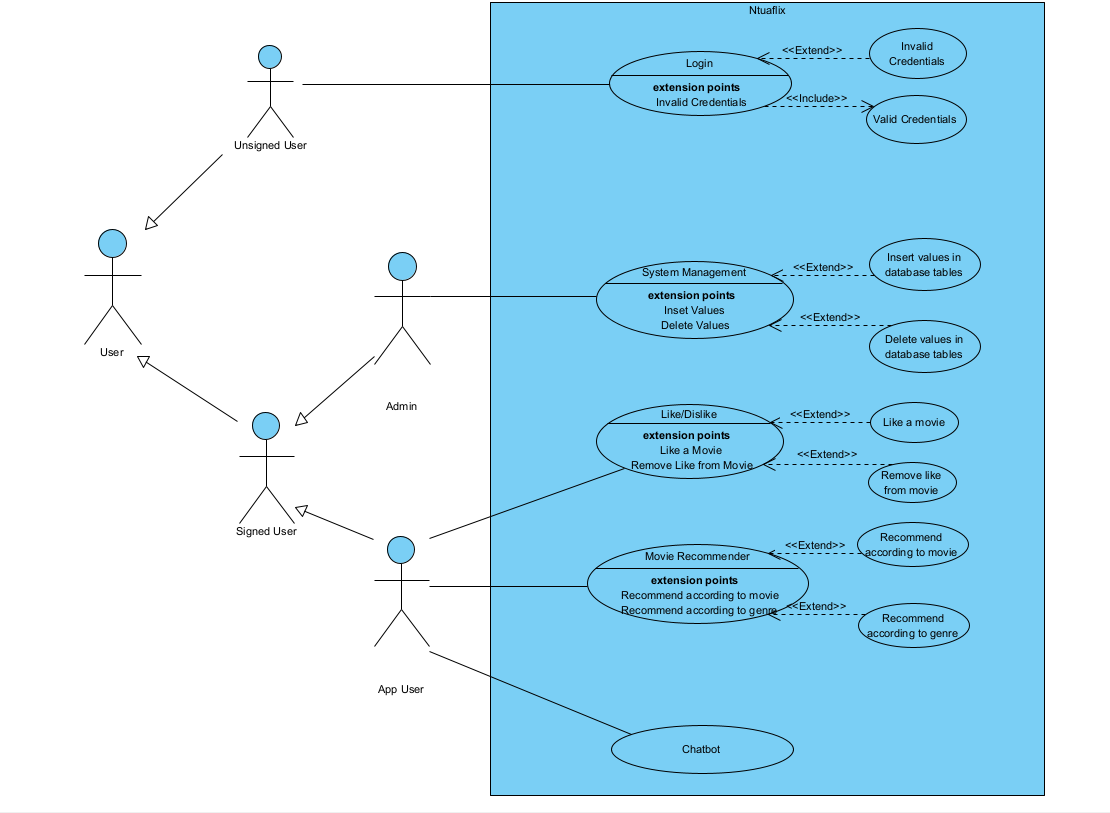 Ntuaflix
Unsigned User
Login
extension points
Invalid Credentials
<<Extend>>
Invalid
Credentials
<<Include>>
Valid Credentials
User
Admin
System Management
extension points
Inset Values
Delete Values
<<Extend>>
Insert values in
database tables
<<Extend>>
Delete values in
database tables
Signed User
Like/Dislike
extension points
Like a Movie
Remove Like from Movie
<<Extend>>
Like a movie
<<Extend>>
Remove like
from movie
App User
Movie Recommender
extension points
Recommend according to movie
Recommend according to genre
<<Extend>>
Recommend
according to movie
<<Extend>>
Recommend
according to genre
Chatbot